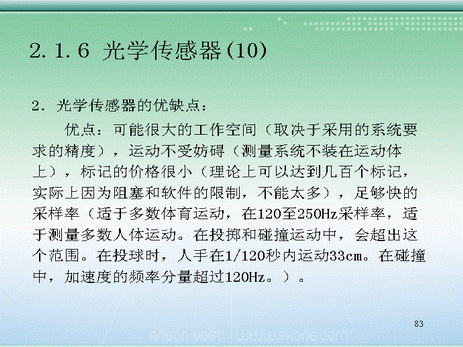 2.1.6 光学传感器(10)
2．光学传感器的优缺点：
优点：可能很大的工作空间（取决于采用的系统要
求的精度），运动不受妨碍（测量系统不装在运动体
上），标记的价格很小（理论上可以达到几百个标记，
实际上因为阻塞和软件的限制，不能太多），足够快的
采样率（适于多数体育运动，在120至250Hz采样率，适
于测量多数人体运动。在投掷和碰撞运动中，会超出这
个范围。在投球时，人手在1/120秒内运动33cm。在碰撞
中，加速度的频率分量超过120Hz。）。
83